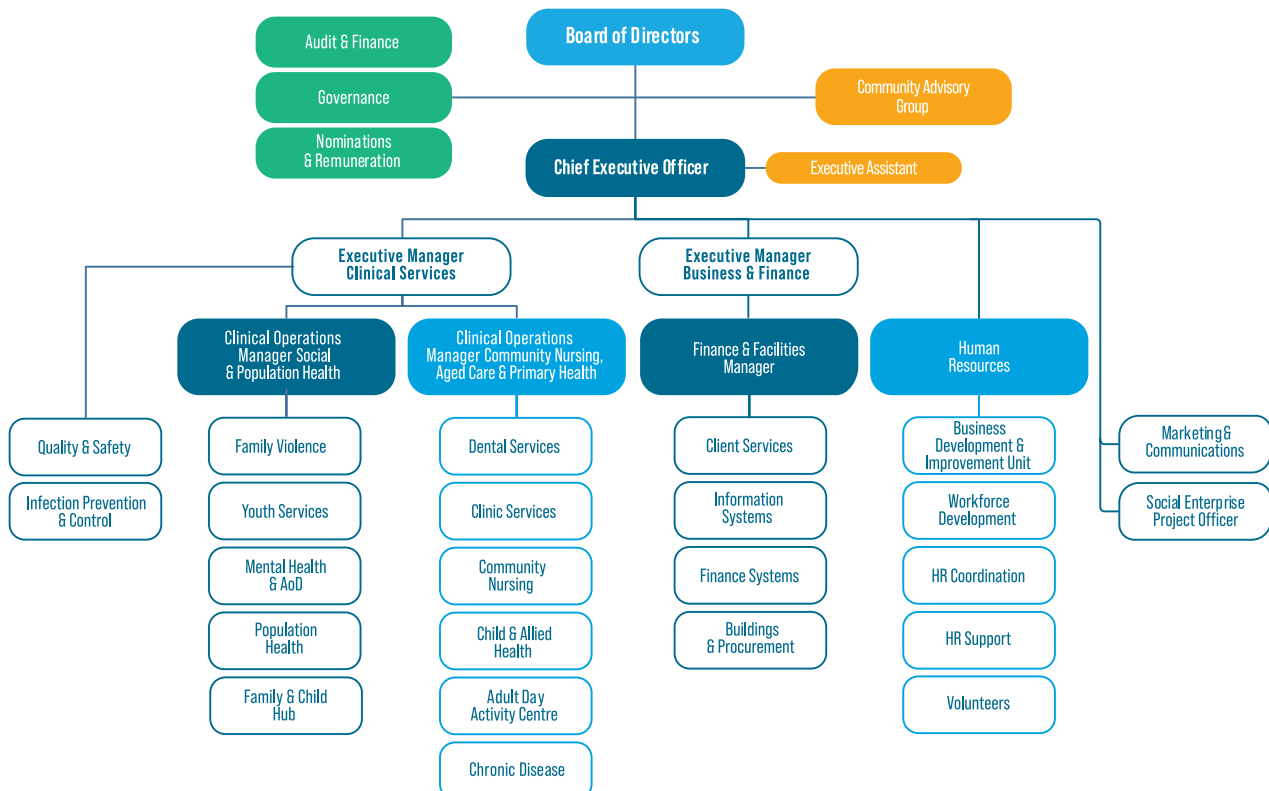 Audit & Finance
Board of Directors
Governance
Community Advisory
Group
Nominations
& Remuneration
Chief Executive Officer
Executive Assistant
Executive Manager
Clinical Services
Executive Manager
Business & Finance
Clinical Operations
Manager Social
& Population Health
Clinical Operations
Manager Community Nursing,
Aged Care & Primary Health
Finance & Facilities
Manager
Human
Resources
Quality & Safety
Infection Prevention
& Control
Family Violence
Youth Services
Mental Health
& AoD
Population
Health
Family & Child
Hub
Dental Services
Clinic Services
Community
Nursing
Child & Allied
Health
Adult Day
Activity Centre
Chronic Disease
Client Services
Information
Systems
Finance Systems
Buildings
& Procurement
Business
Development &
Improvement Unit
Workforce
Development
HR Coordination
HR Support
Volunteers
Marketing &
Communications
Social Enterprise
Project Officer